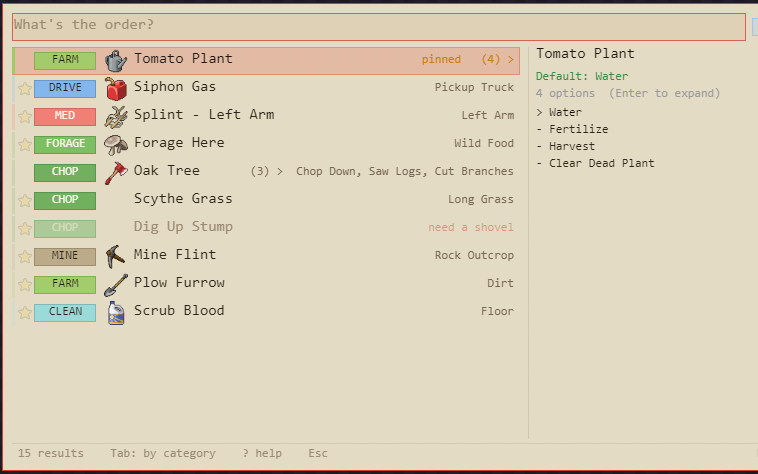 What's the order?
FARM Tomato Plant pinned (4) >
DRIVE Siphon Gas Pickup Truck
MED Splint - Left Arm Left Arm
FORAGE Forage Here Wild Food
CHOP Oak Tree (3) > Chop Down, Saw Logs, Cut Branches
CHOP Scythe Grass Long Grass
CHOP Dig Up Stump need a shovel
MINE Mine Flint Rock Outcrop
FARM Plow Furrow Dirt
CLEAN Scrub Blood Floor
Tomato Plant
Default: Water
4 options (Enter to expand)
> Water
- Fertilize
- Harvest
- Clear Dead Plant
15 results Tab: by category ? help Esc